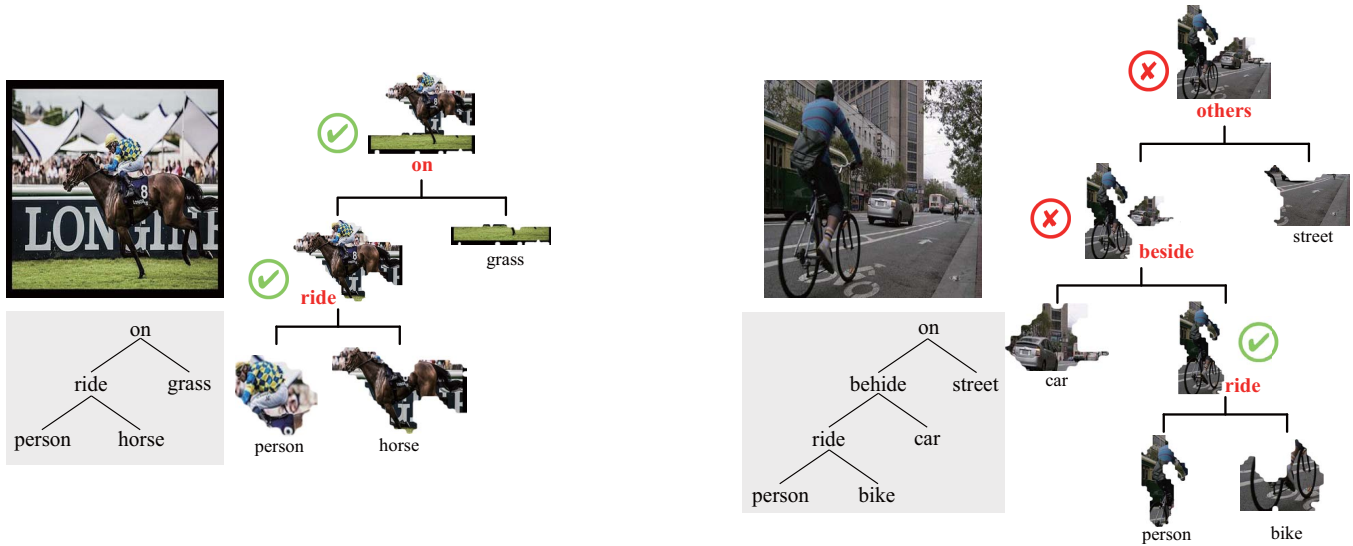 on
grass
ride
person
horse
8
LONGINE
on
ride
grass
person
horse
others
street
beside
car
ride
person
bike
on
behide
street
ride
car
person
bike